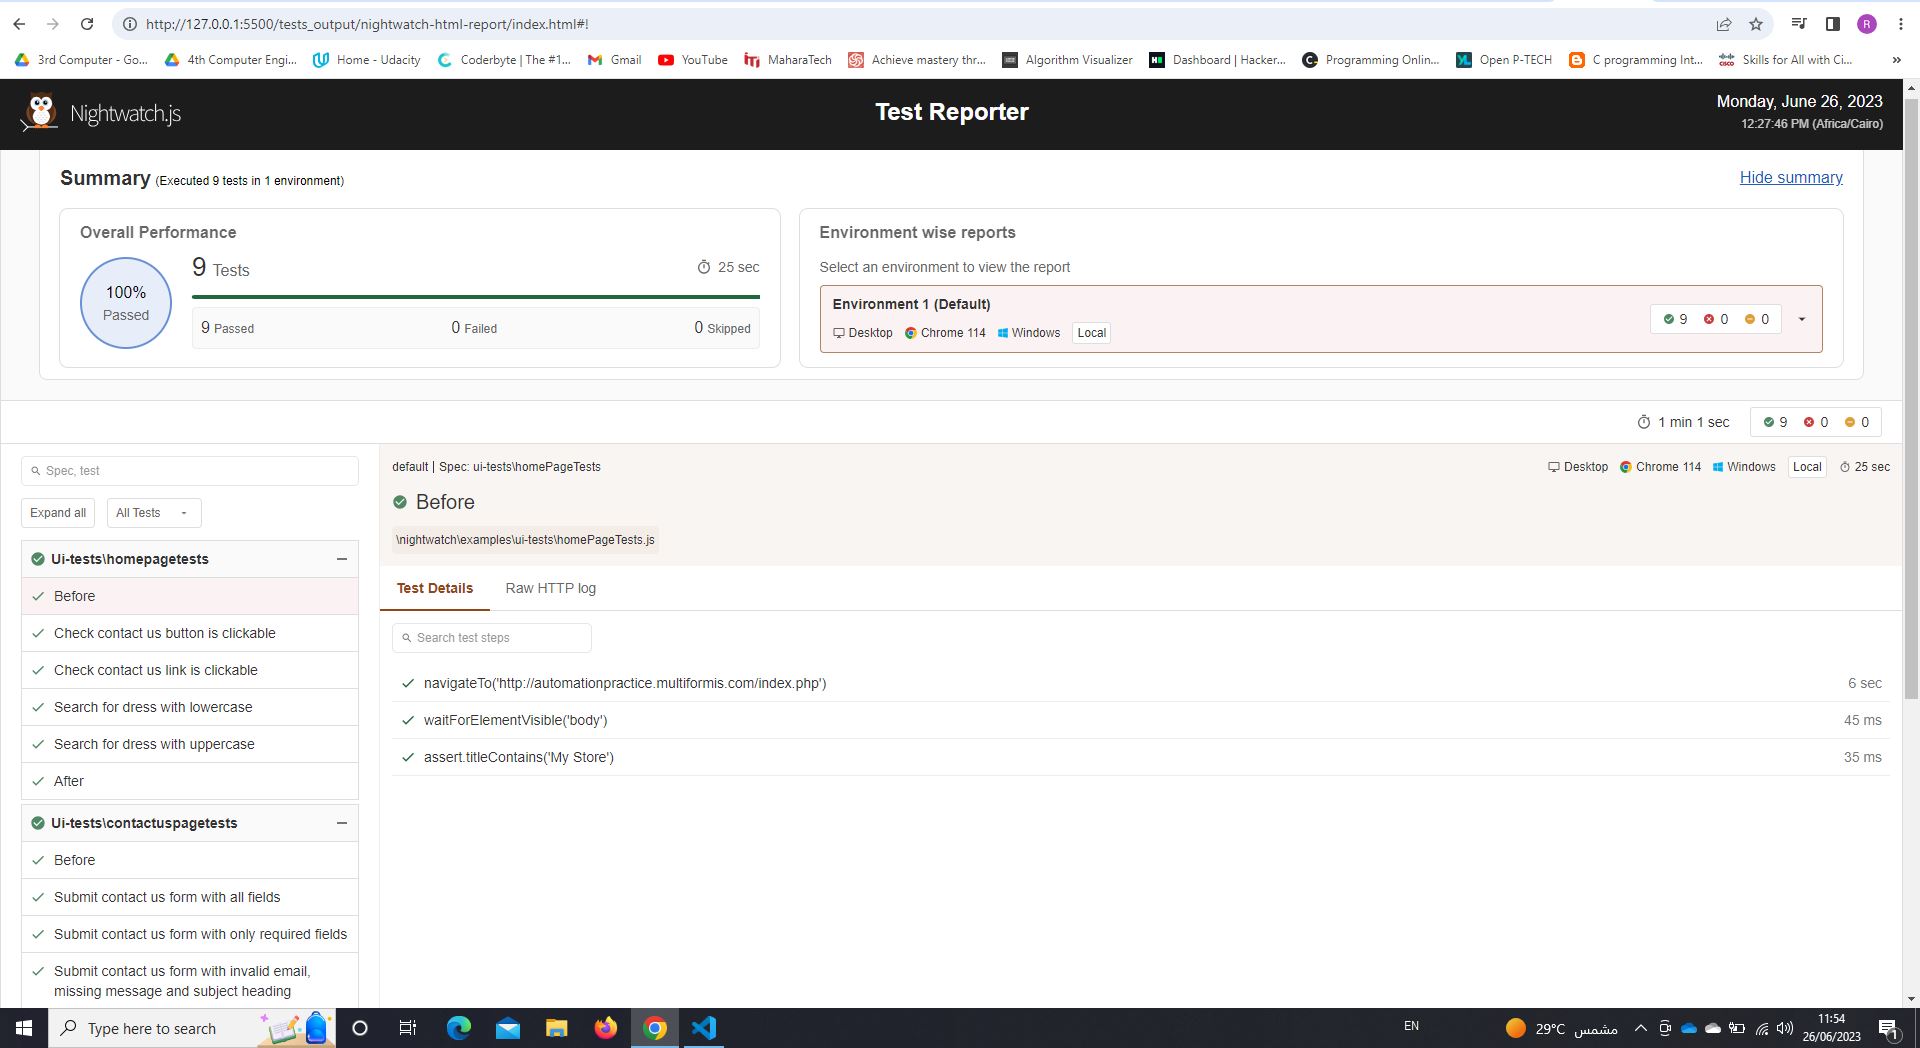 http://127.0.0.1:5500/tests_output/nightwatch-html-report/index.html#!
R
3rd Computer - Go... 4th Computer Engi... Home - Udacity Coderbyte | The #1... Gmail YouTube MaharaTech Achieve mastery thr... Algorithm Visualizer Dashboard | Hacker... Programming Onlin... Open P-TECH C programming Int... Skills for All with Ci... »
Nightwatch.js
Test Reporter
Monday, June 26, 2023
12:27:46 PM (Africa/Cairo)
Summary (Executed 9 tests in 1 environment)
Hide summary
Overall Performance
100%
Passed
9 Tests
25 sec
9 Passed 0 Failed 0 Skipped
Environment wise reports
Select an environment to view the report
Environment 1 (Default)
Desktop Chrome 114 Windows Local
9 0 0
1 min 1 sec 9 0 0
Spec, test
Expand all All Tests
Ui-tests\homepagetests
Before
Check contact us button is clickable
Check contact us link is clickable
Search for dress with lowercase
Search for dress with uppercase
After
Ui-tests\contactuspagetests
Before
Submit contact us form with all fields
Submit contact us form with only required fields
Submit contact us form with invalid email,
missing message and subject heading
default | Spec: ui-tests\homePageTests
Desktop Chrome 114 Windows Local 25 sec
Before
\nightwatch\examples\ui-tests\homePageTests.js
Test Details Raw HTTP log
Search test steps
navigateTo('http://automationpractice.multiformis.com/index.php') 6 sec
waitForElementVisible('body') 45 ms
assert.titleContains('My Store') 35 ms
Type here to search
EN
29°C مشمس
11:54
26/06/2023
1